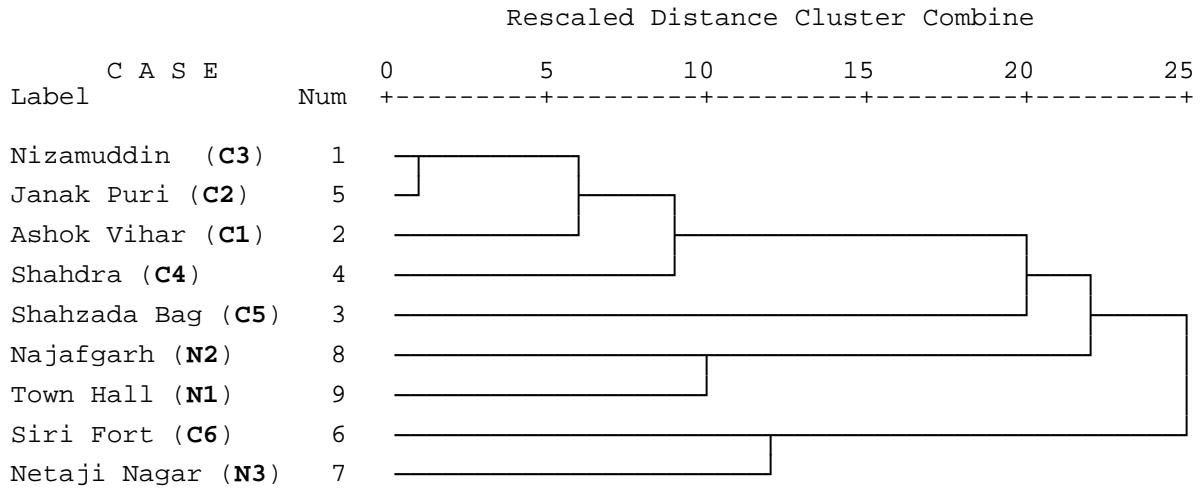 Rescaled Distance Cluster Combine
C A S E 0 5 10 15 20 25
Label Num +---------+---------+---------+---------+---------+
Nizamuddin (C3) 1
Janak Puri (C2) 5
Ashok Vihar (C1) 2
Shahdra (C4) 4
Shahzada Bag (C5) 3
Najafgarh (N2) 8
Town Hall (N1) 9
Siri Fort (C6) 6
Netaji Nagar (N3) 7